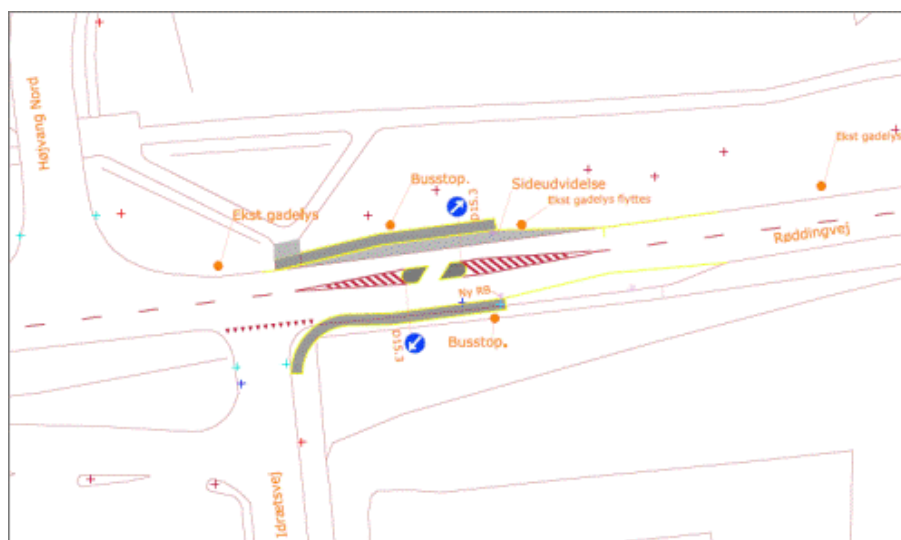 Højvang Nord
Ekst gadelys
Busstop.
D15.3
Sideudvidelse
Ekst gadelys flyttes
Ekst gadelys
Røddingvej
Ny RB.
D15.3
Busstop.
Idrætsvej